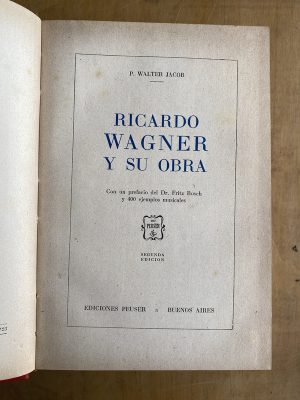 P. WALTER JACOB
RICARDO
WAGNER
Y SU OBRA
Con un prefacio del Dr. Fritz Busch
y 400 ejemplos musicales
PEUSER
SEGUNDA
EDICION
EDICIONES PEUSER
BUENOS AIRES